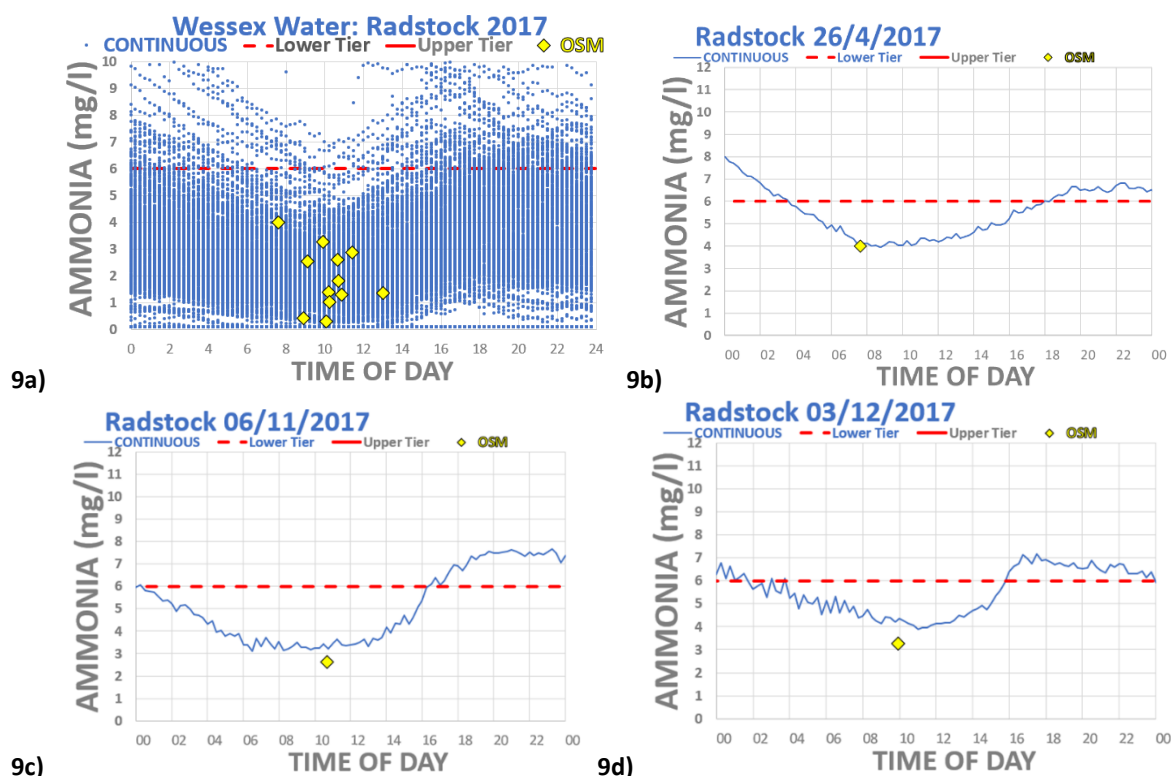 Wessex Water: Radstock 2017
CONTINUOUS Lower Tier Upper Tier OSM
AMMONIA (mg/l)
10
9
8
7
6
5
4
3
2
1
0
0 2 4 6 8 10 12 14 16 18 20 22 24
TIME OF DAY
9a)
Radstock 26/4/2017
CONTINUOUS Lower Tier Upper Tier OSM
AMMONIA (mg/l)
12
11
10
9
8
7
6
5
4
3
2
1
0
00 02 04 06 08 10 12 14 16 18 20 22 00
TIME OF DAY
9b)
Radstock 06/11/2017
CONTINUOUS Lower Tier Upper Tier OSM
AMMONIA (mg/l)
12
11
10
9
8
7
6
5
4
3
2
1
0
00 02 04 06 08 10 12 14 16 18 20 22 00
TIME OF DAY
9c)
Radstock 03/12/2017
CONTINUOUS Lower Tier Upper Tier OSM
AMMONIA (mg/l)
12
11
10
9
8
7
6
5
4
3
2
1
0
00 02 04 06 08 10 12 14 16 18 20 22 00
TIME OF DAY
9d)